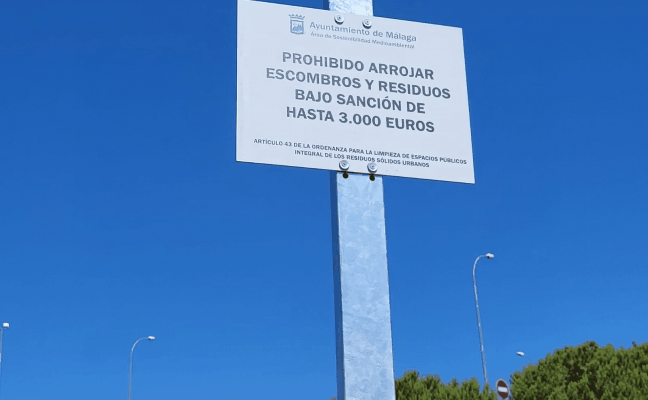 Ayuntamiento de Málaga
Área de Sostenibilidad Medioambiental
PROHIBIDO ARROJAR
ESCOMBROS Y RESIDUOS
BAJO SANCIÓN DE
HASTA 3.000 EUROS
ARTÍCULO 43 DE LA ORDENANZA PARA LA LIMPIEZA DE ESPACIOS PÚBLICOS
INTEGRAL DE LOS RESIDUOS SÓLIDOS URBANOS